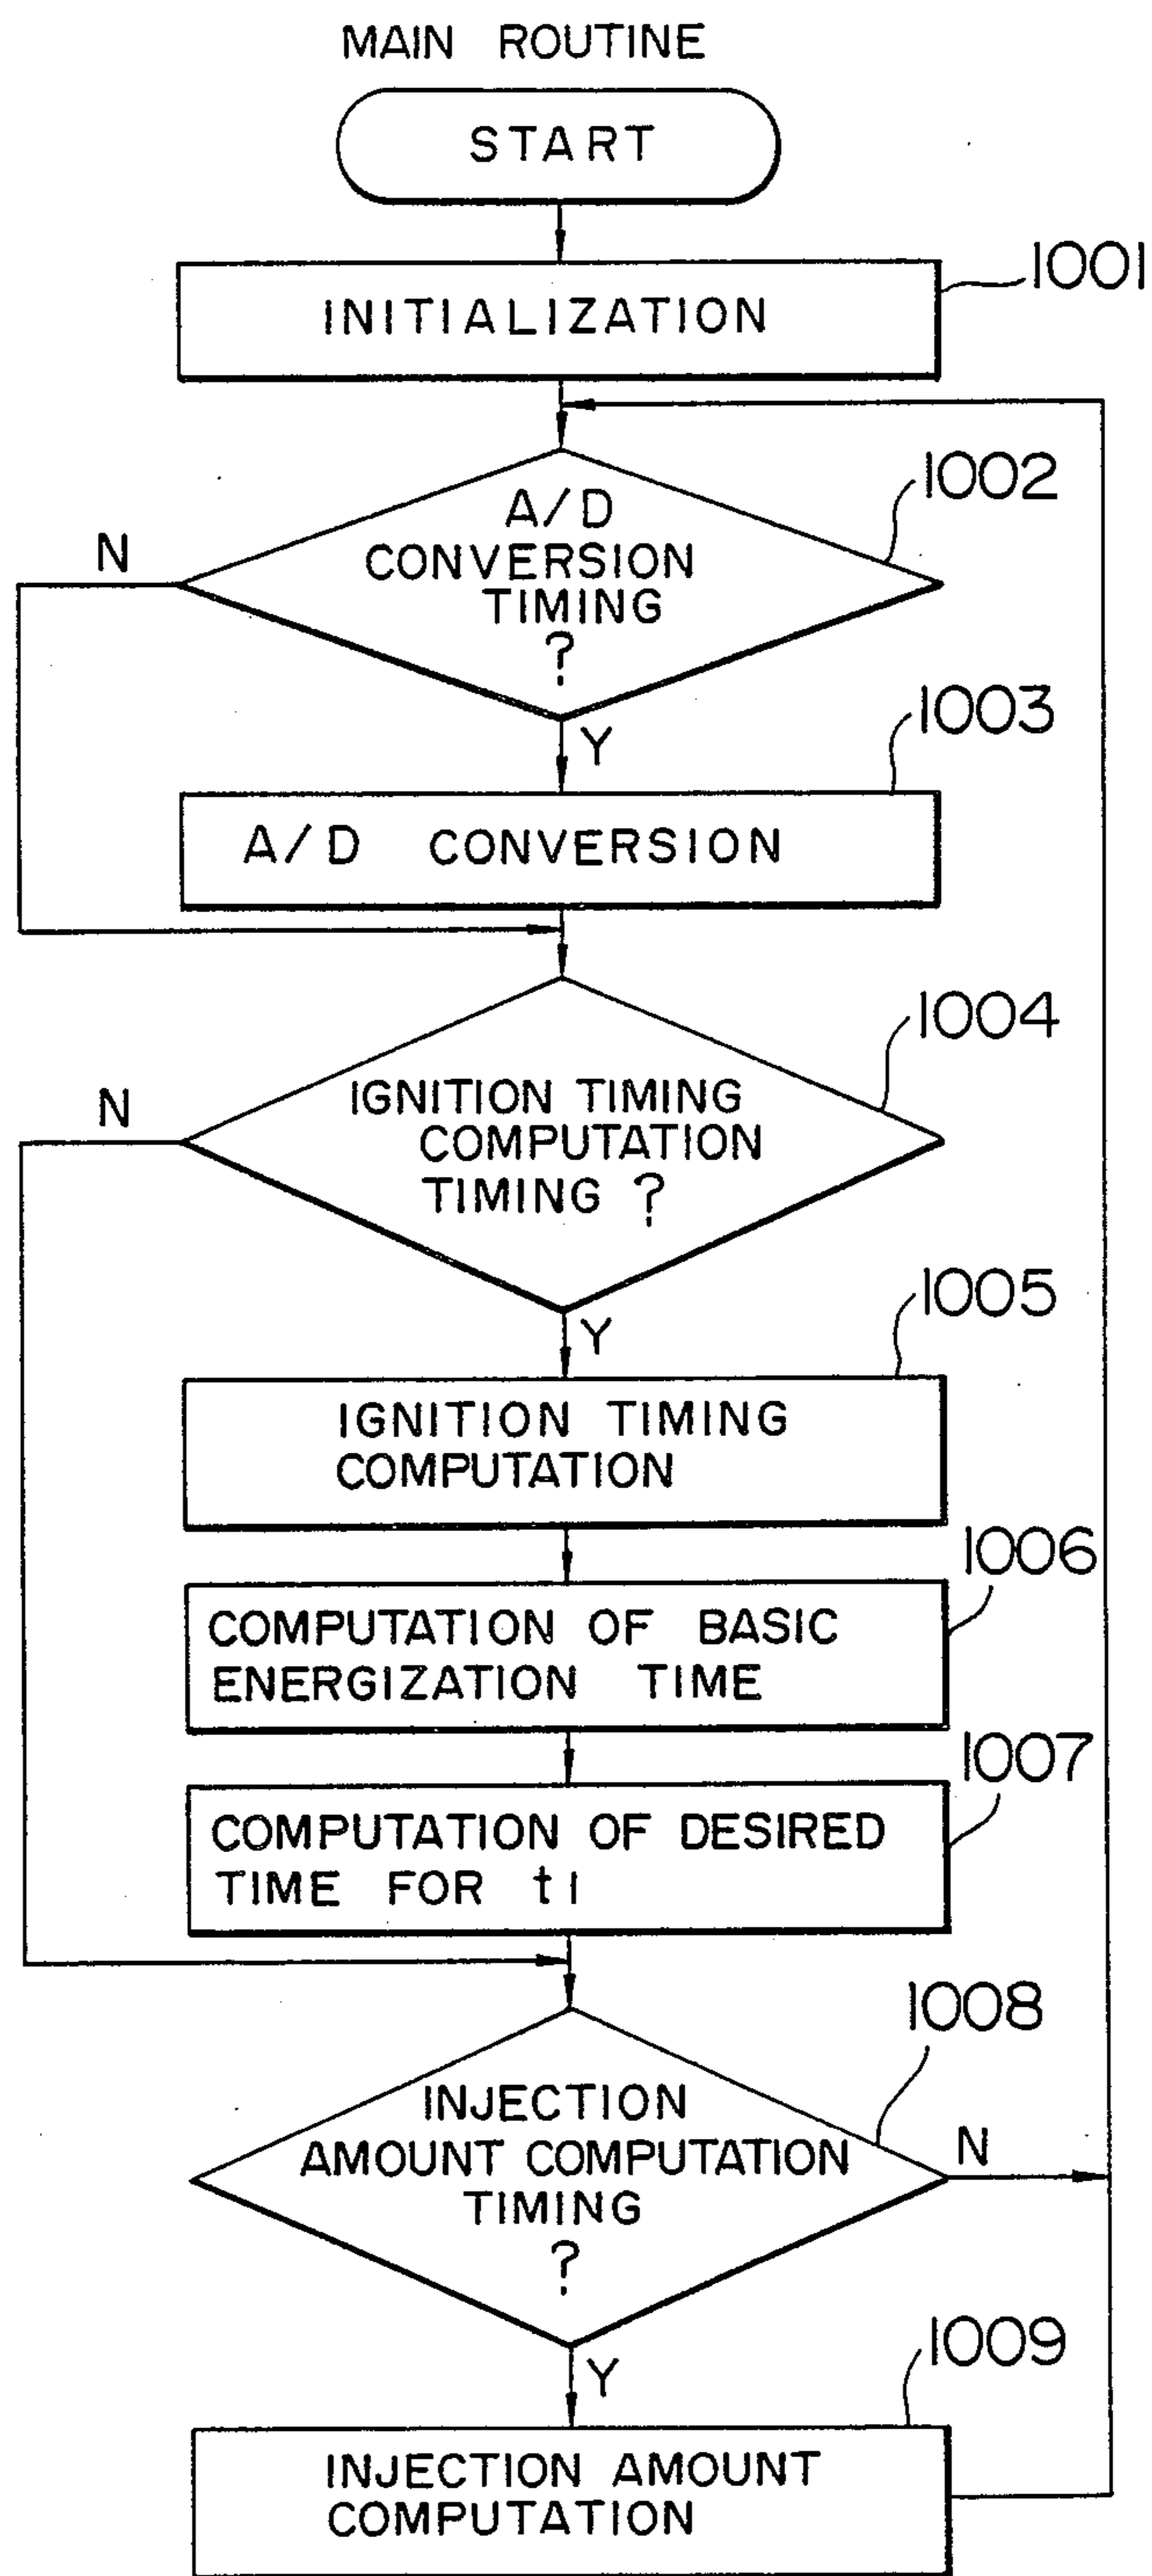 MAIN ROUTINE
START
1001
INITIALIZATION
1002
A/D
CONVERSION
TIMING
?
N
Y
1003
A/D CONVERSION
1004
IGNITION TIMING
COMPUTATION
TIMING ?
N
Y
1005
IGNITION TIMING
COMPUTATION
1006
COMPUTATION OF BASIC
ENERGIZATION TIME
1007
COMPUTATION OF DESIRED
TIME FOR t1
1008
INJECTION
AMOUNT COMPUTATION
TIMING
?
N
Y
1009
INJECTION AMOUNT
COMPUTATION